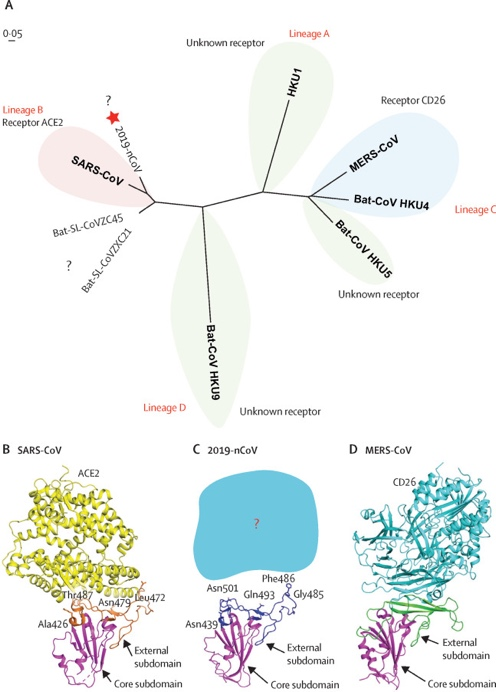 A
0·05
Lineage A
Unknown receptor
HKU1
Receptor CD26
?
Lineage B
Receptor ACE2
2019-nCoV
MERS-CoV
SARS-CoV
Bat-CoV HKU4
Lineage C
Bat-SL-CoVZC45
Bat-CoV HKU5
?
Bat-SL-CoVZXC21
Unknown receptor
Bat-CoV HKU9
Lineage D
Unknown receptor
B SARS-CoV
C 2019-nCoV
D MERS-CoV
ACE2
CD26
?
Thr487
Asn479
Leu472
Ala426
External
subdomain
Core subdomain
Phe486
Asn501
Gln493
Gly485
Asn439
External
subdomain
Core subdomain
External
subdomain
Core subdomain